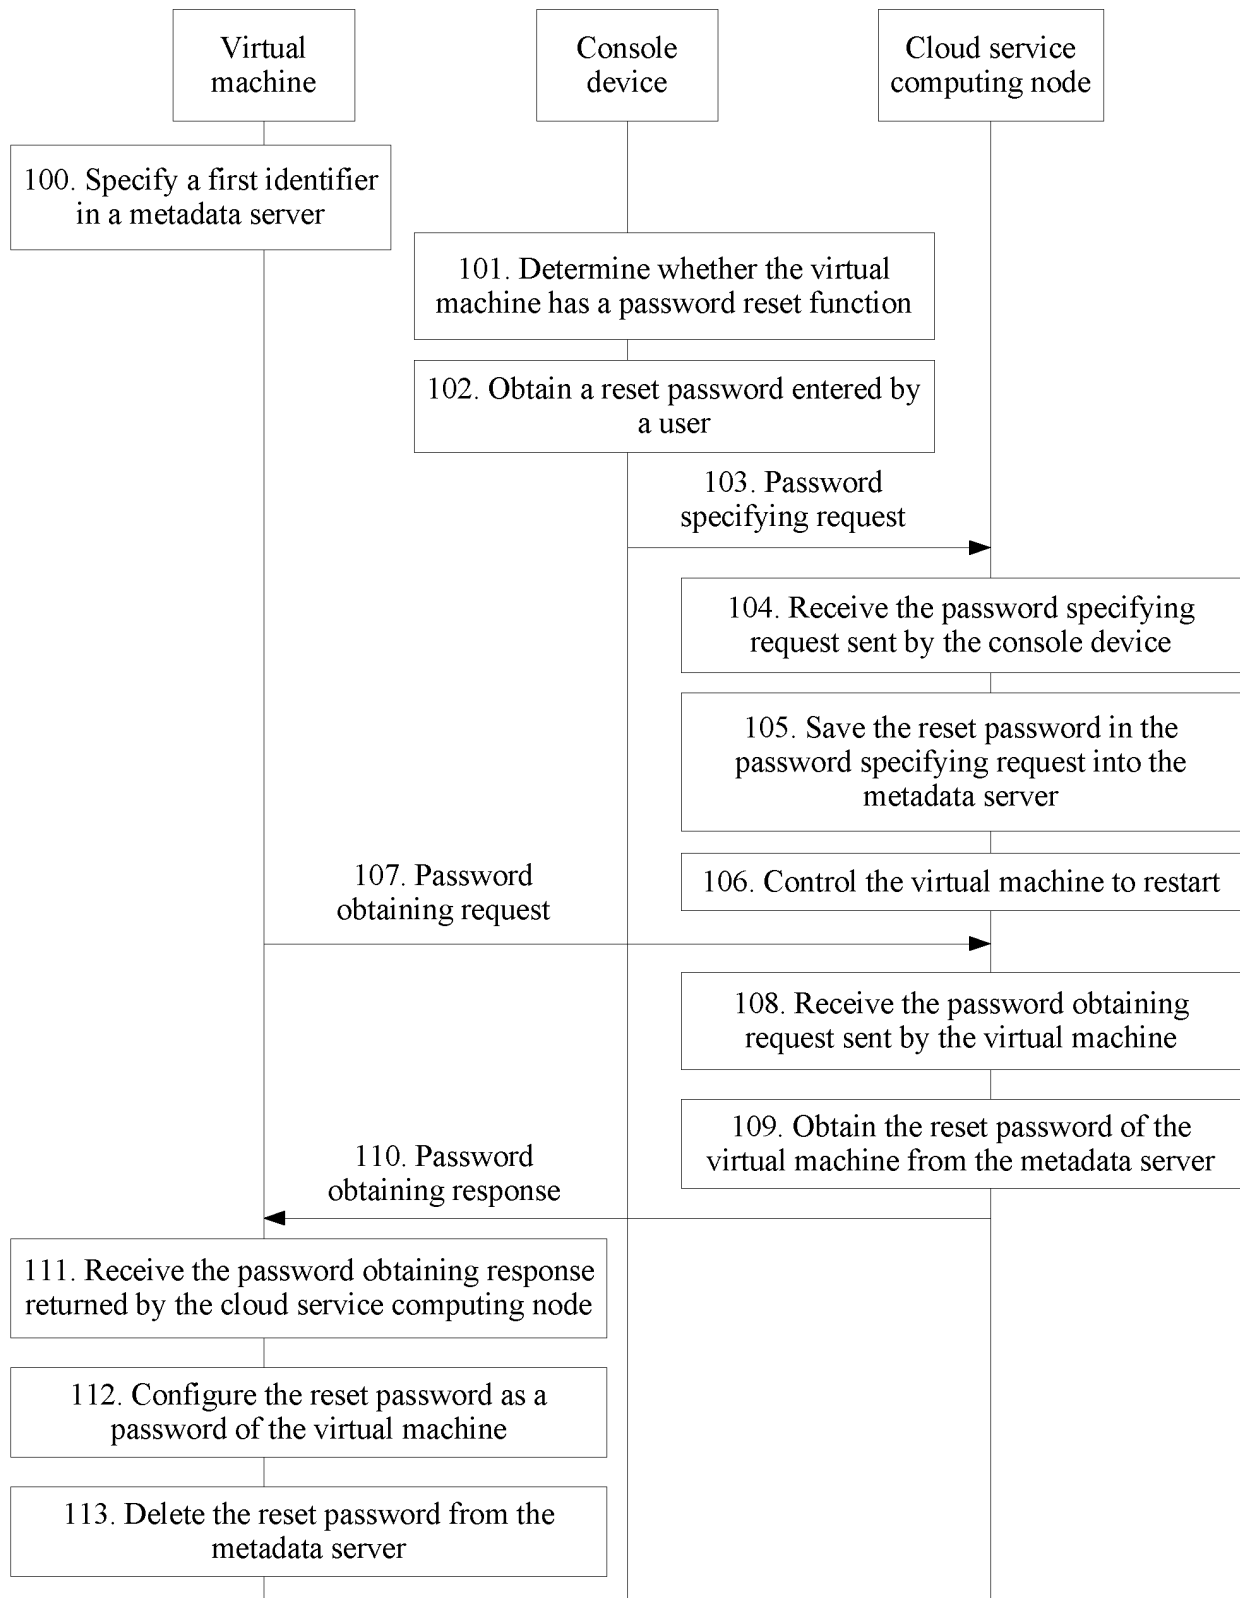 Virtual
machine
Console
device
Cloud service
computing node
100. Specify a first identifier
in a metadata server
101. Determine whether the virtual
machine has a password reset function
102. Obtain a reset password entered by
a user
103. Password
specifying request
104. Receive the password specifying
request sent by the console device
105. Save the reset password in the
password specifying request into the
metadata server
106. Control the virtual machine to restart
107. Password
obtaining request
108. Receive the password obtaining
request sent by the virtual machine
109. Obtain the reset password of the
virtual machine from the metadata server
110. Password
obtaining response
111. Receive the password obtaining response
returned by the cloud service computing node
112. Configure the reset password as a
password of the virtual machine
113. Delete the reset password from the
metadata server